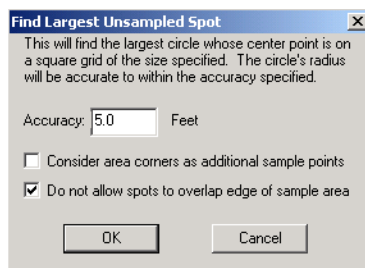 Find Largest Unsampled Spot
This will find the largest circle whose center point is on
a square grid of the size specified. The circle's radius
will be accurate to within the accuracy specified.
Accuracy: 5.0 Feet
Consider area corners as additional sample points
Do not allow spots to overlap edge of sample area
OK Cancel